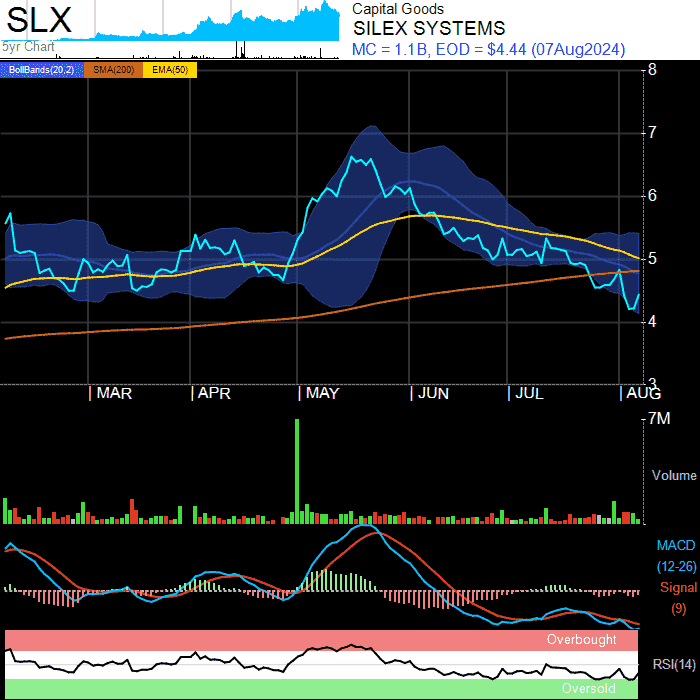 SLX
Capital Goods
SILEX SYSTEMS
MC = 1.1B, EOD = $4.44 (07Aug2024)
5yr Chart
BollBands(20,2) SMA(200) EMA(50)
8
7
6
5
4
3
| MAR | APR | MAY | JUN | JUL | AUG
7M
Volume
MACD
(12-26)
Signal
(9)
Overbought
RSI(14)
Oversold